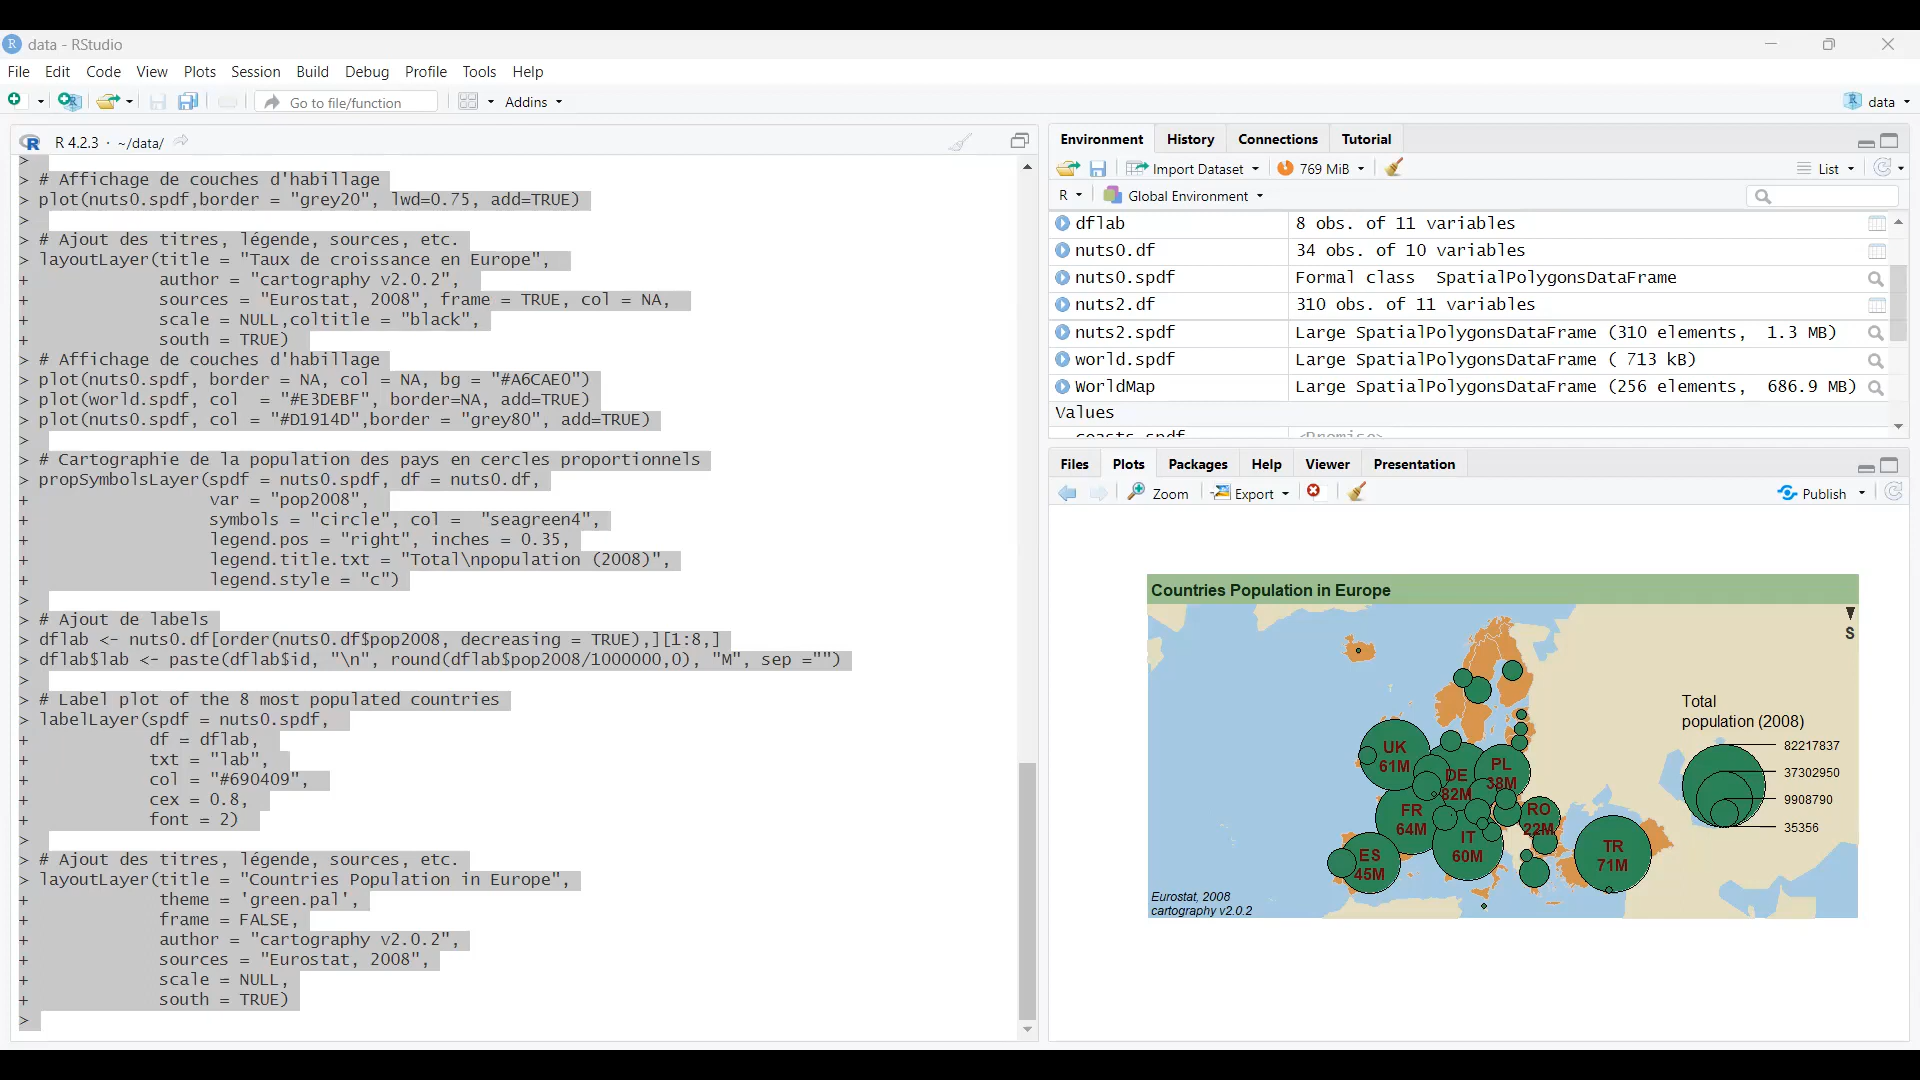 data - RStudio
File Edit Code View Plots Session Build Debug Profile Tools Help
Go to file/function Addins data
R 4.2.3 · ~/data/
>
> # Affichage de couches d'habillage
> plot(nuts0.spdf,border = "grey20", lwd=0.75, add=TRUE)
>
> # Ajout des titres, légende, sources, etc.
> layoutLayer(title = "Taux de croissance en Europe",
+ author = "cartography v2.0.2",
+ sources = "Eurostat, 2008", frame = TRUE, col = NA,
+ scale = NULL,coltitle = "black",
+ south = TRUE)
> # Affichage de couches d'habillage
> plot(nuts0.spdf, border = NA, col = NA, bg = "#A6CAE0")
> plot(world.spdf, col  = "#E3DEBF", border=NA, add=TRUE)
> plot(nuts0.spdf, col = "#D1914D",border = "grey80", add=TRUE)
>
> # Cartographie de la population des pays en cercles proportionnels
> propSymbolsLayer(spdf = nuts0.spdf, df = nuts0.df,
+ var = "pop2008",
+ symbols = "circle", col =  "seagreen4",
+ legend.pos = "right", inches = 0.35,
+ legend.title.txt = "Total\npopulation (2008)",
+ legend.style = "c")
>
> # Ajout de labels
> dflab <- nuts0.df[order(nuts0.df$pop2008, decreasing = TRUE),][1:8,]
> dflab$lab <- paste(dflab$id, "\n", round(dflab$pop2008/1000000,0), "M", sep ="")
>
> # Label plot of the 8 most populated countries
> labelLayer(spdf = nuts0.spdf,
+ df = dflab,
+ txt = "lab",
+ col = "#690409",
+ cex = 0.8,
+ font = 2)
>
> # Ajout des titres, légende, sources, etc.
> layoutLayer(title = "Countries Population in Europe",
+ theme = 'green.pal',
+ frame = FALSE,
+ author = "cartography v2.0.2",
+ sources = "Eurostat, 2008",
+ scale = NULL,
+ south = TRUE)
>
Environment History Connections Tutorial
Import Dataset 769 MiB List
R Global Environment
dflab 8 obs. of 11 variables
nuts0.df 34 obs. of 10 variables
nuts0.spdf Formal class SpatialPolygonsDataFrame
nuts2.df 310 obs. of 11 variables
nuts2.spdf Large SpatialPolygonsDataFrame (310 elements, 1.3 MB)
world.spdf Large SpatialPolygonsDataFrame ( 713 kB)
WorldMap Large SpatialPolygonsDataFrame (256 elements, 686.9 MB)
Values
coasts.spdf <Promise>
Files Plots Packages Help Viewer Presentation
Zoom Export Publish
Countries Population in Europe
S
UK
61M
DE
82M
PL
38M
FR
64M
IT
60M
RO
22M
ES
45M
TR
71M
Total
population (2008)
82217837
37302950
9908790
35356
Eurostat, 2008
cartography v2.0.2